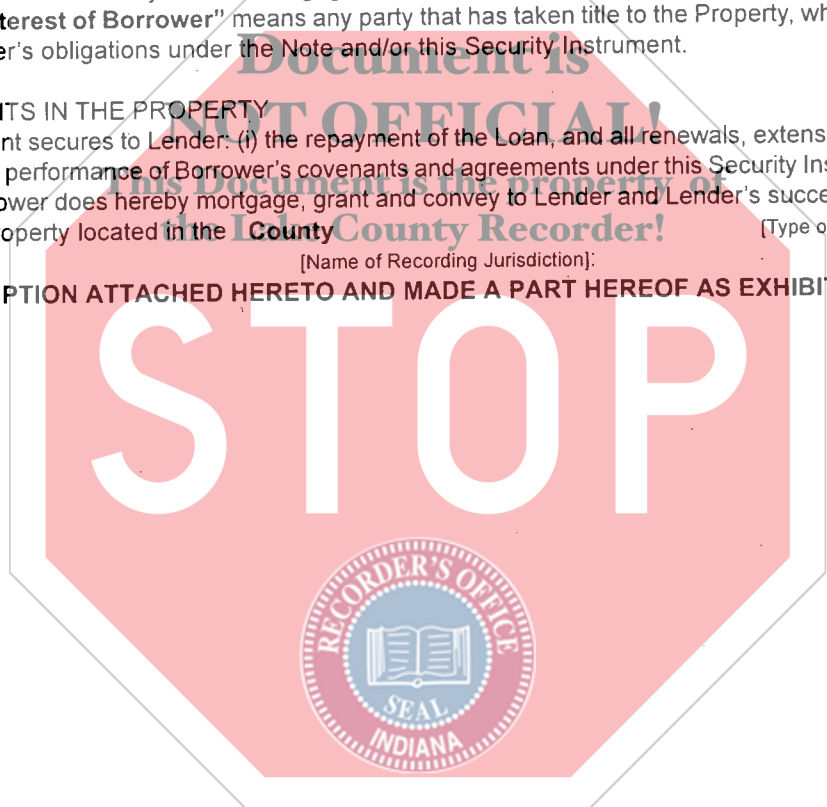 terest of Borrower" means any party that has taken title to the Property, wh
er's obligations under the Note and/or this Security Instrument.
Document is
ITS IN THE PROPERTY
NOT OFFICIAL!
nt secures to Lender: (i) the repayment of the Loan, and all renewals, extens
performance of Borrower's covenants and agreements under this Security Ins
This Document is the property of
ower does hereby mortgage, grant and convey to Lender and Lender's succe
operty located in the County [Type o
the Lake County Recorder!
[Name of Recording Jurisdiction]:
PTION ATTACHED HERETO AND MADE A PART HEREOF AS EXHIBIT
STOP
RECORDER'S OFFICE
SEAL
INDIANA